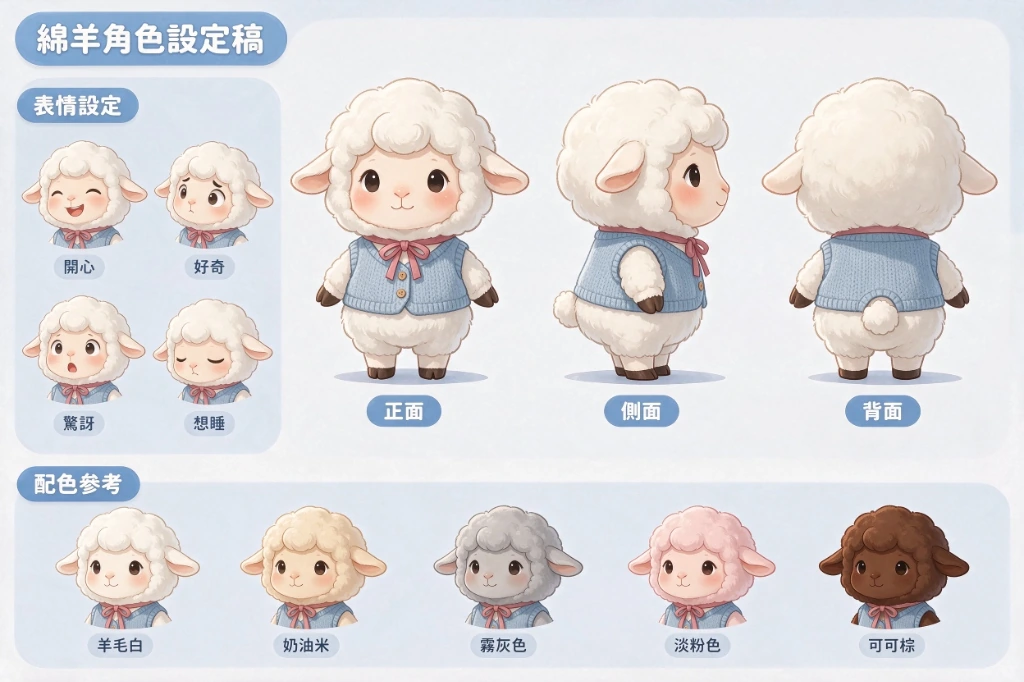 綿羊角色設定稿
表情設定
開心
好奇
驚訝
想睡
正面
側面
背面
配色參考
羊毛白
奶油米
霧灰色
淡粉色
可可棕